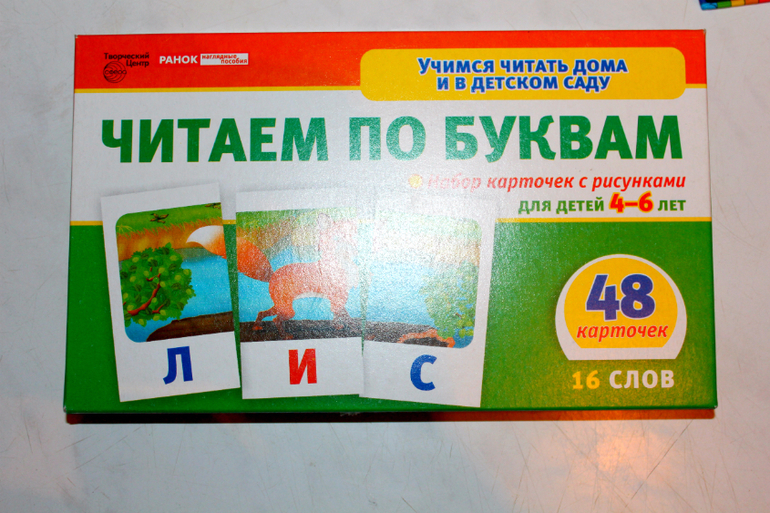 Творческий
Центр
сфера
РАНОК наглядные
пособия
УЧИМСЯ ЧИТАТЬ ДОМА
И В ДЕТСКОМ САДУ
ЧИТАЕМ ПО БУКВАМ
Набор карточек с рисунками
ДЛЯ ДЕТЕЙ 4–6 ЛЕТ
Л И С
48
карточек
16 СЛОВ